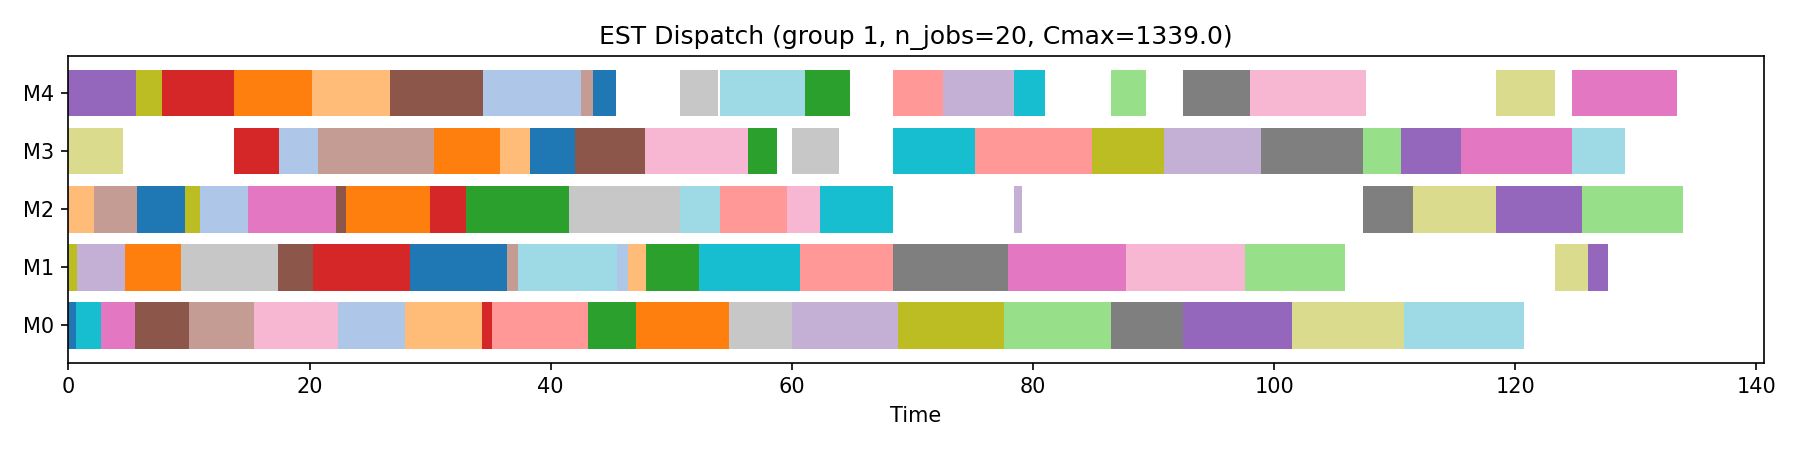 EST Dispatch (group 1, n_jobs=20, Cmax=1339.0)
M4
M3
M2
M1
M0
0 20 40 60 80 100 120 140
Time